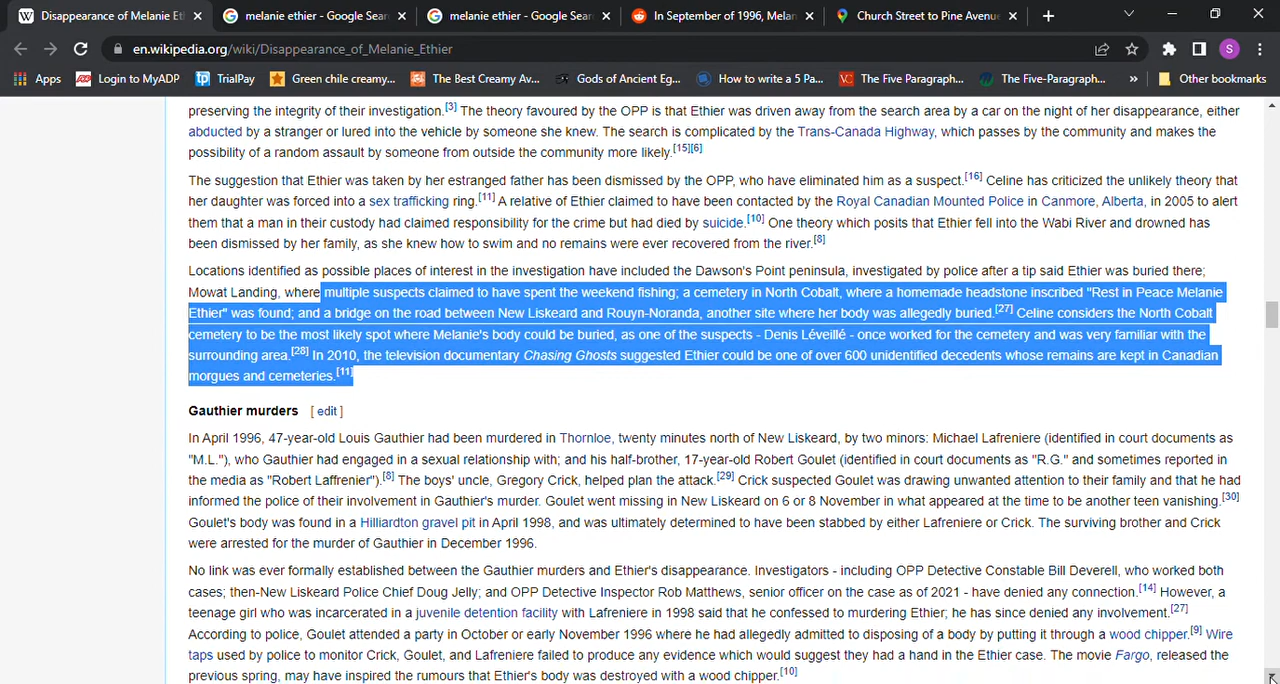 Disappearance of Melanie Et
melanie ethier - Google Sear
melanie ethier - Google Sear
In September of 1996, Melan
Church Street to Pine Avenue
en.wikipedia.org/wiki/Disappearance_of_Melanie_Ethier
S
Apps
Login to MyADP
TrialPay
Green chile creamy...
The Best Creamy Av...
Gods of Ancient Eg...
How to write a 5 Pa...
The Five Paragraph...
The Five-Paragraph...
»
Other bookmarks
preserving the integrity of their investigation.[3] The theory favoured by the OPP is that Ethier was driven away from the search area by a car on the night of her disappearance, either
abducted by a stranger or lured into the vehicle by someone she knew. The search is complicated by the Trans-Canada Highway, which passes by the community and makes the
possibility of a random assault by someone from outside the community more likely.[15][6]
The suggestion that Ethier was taken by her estranged father has been dismissed by the OPP, who have eliminated him as a suspect.[16] Celine has criticized the unlikely theory that
her daughter was forced into a sex trafficking ring.[11] A relative of Ethier claimed to have been contacted by the Royal Canadian Mounted Police in Canmore, Alberta, in 2005 to alert
them that a man in their custody had claimed responsibility for the crime but had died by suicide.[10] One theory which posits that Ethier fell into the Wabi River and drowned has
been dismissed by her family, as she knew how to swim and no remains were ever recovered from the river.[8]
Locations identified as possible places of interest in the investigation have included the Dawson's Point peninsula, investigated by police after a tip said Ethier was buried there;
Mowat Landing, where multiple suspects claimed to have spent the weekend fishing; a cemetery in North Cobalt, where a homemade headstone inscribed "Rest in Peace Melanie
Ethier" was found; and a bridge on the road between New Liskeard and Rouyn-Noranda, another site where her body was allegedly buried.[27] Celine considers the North Cobalt
cemetery to be the most likely spot where Melanie's body could be buried, as one of the suspects - Denis Léveillé - once worked for the cemetery and was very familiar with the
surrounding area.[28] In 2010, the television documentary Chasing Ghosts suggested Ethier could be one of over 600 unidentified decedents whose remains are kept in Canadian
morgues and cemeteries.[11]
Gauthier murders [ edit ]
In April 1996, 47-year-old Louis Gauthier had been murdered in Thornloe, twenty minutes north of New Liskeard, by two minors: Michael Lafreniere (identified in court documents as
"M.L."), who Gauthier had engaged in a sexual relationship with; and his half-brother, 17-year-old Robert Goulet (identified in court documents as "R.G." and sometimes reported in
the media as "Robert Laffrenier").[8] The boys' uncle, Gregory Crick, helped plan the attack.[29] Crick suspected Goulet was drawing unwanted attention to their family and that he had
informed the police of their involvement in Gauthier's murder. Goulet went missing in New Liskeard on 6 or 8 November in what appeared at the time to be another teen vanishing.[30]
Goulet's body was found in a Hilliardton gravel pit in April 1998, and was ultimately determined to have been stabbed by either Lafreniere or Crick. The surviving brother and Crick
were arrested for the murder of Gauthier in December 1996.
No link was ever formally established between the Gauthier murders and Ethier's disappearance. Investigators - including OPP Detective Constable Bill Deverell, who worked both
cases; then-New Liskeard Police Chief Doug Jelly; and OPP Detective Inspector Rob Matthews, senior officer on the case as of 2021 - have denied any connection.[14] However, a
teenage girl who was incarcerated in a juvenile detention facility with Lafreniere in 1998 said that he confessed to murdering Ethier; he has since denied any involvement.[27]
According to police, Goulet attended a party in October or early November 1996 where he had allegedly admitted to disposing of a body by putting it through a wood chipper.[9] Wire
taps used by police to monitor Crick, Goulet, and Lafreniere failed to produce any evidence which would suggest they had a hand in the Ethier case. The movie Fargo, released the
previous spring, may have inspired the rumours that Ethier's body was destroyed with a wood chipper.[10]